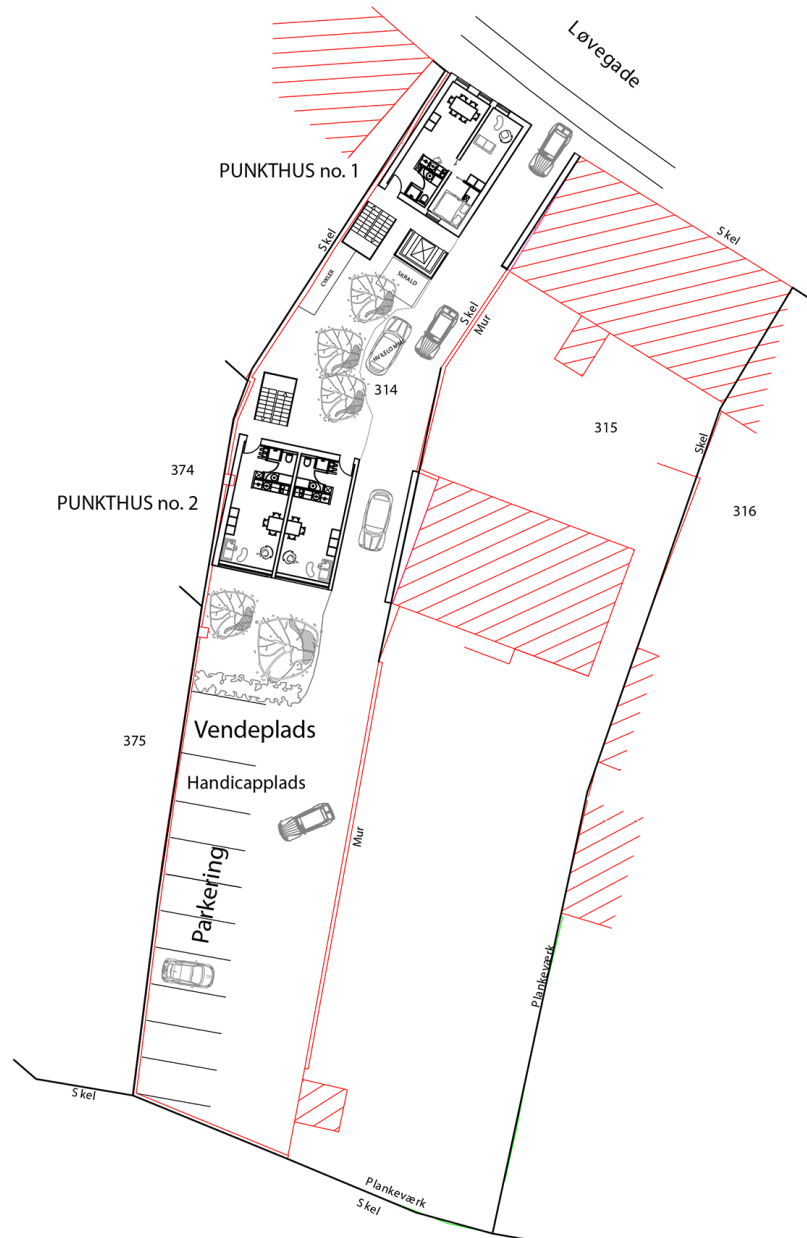 Løvegade
PUNKTHUS no. 1
Skel
Skel
CYKLER
SKRALD
Skel
Mur
314
315
Skel
374
PUNKTHUS no. 2
316
Vendeplads
375
Handicapplads
Mur
Parkering
Plankeværk
Skel
Plankeværk
Skel